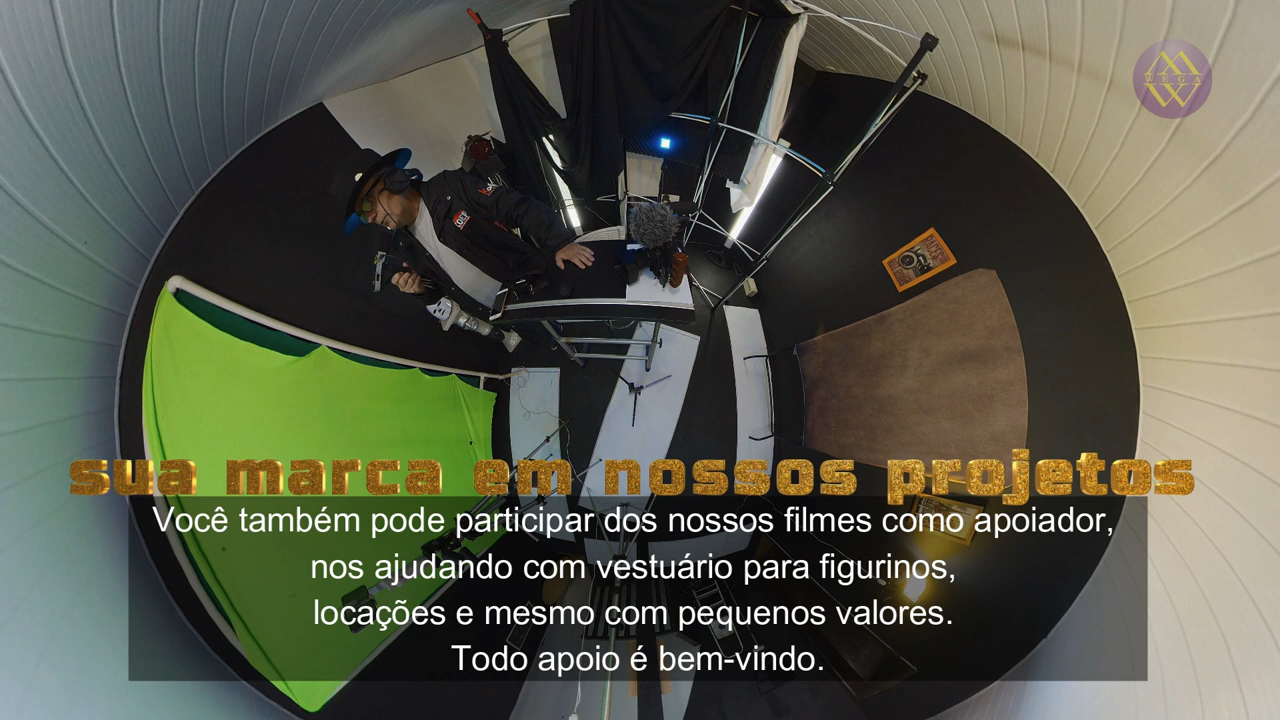 WEGA
sua marca em nossos projetos
Você também pode participar dos nossos filmes como apoiador,
nos ajudando com vestuário para figurinos,
locações e mesmo com pequenos valores.
Todo apoio é bem-vindo.